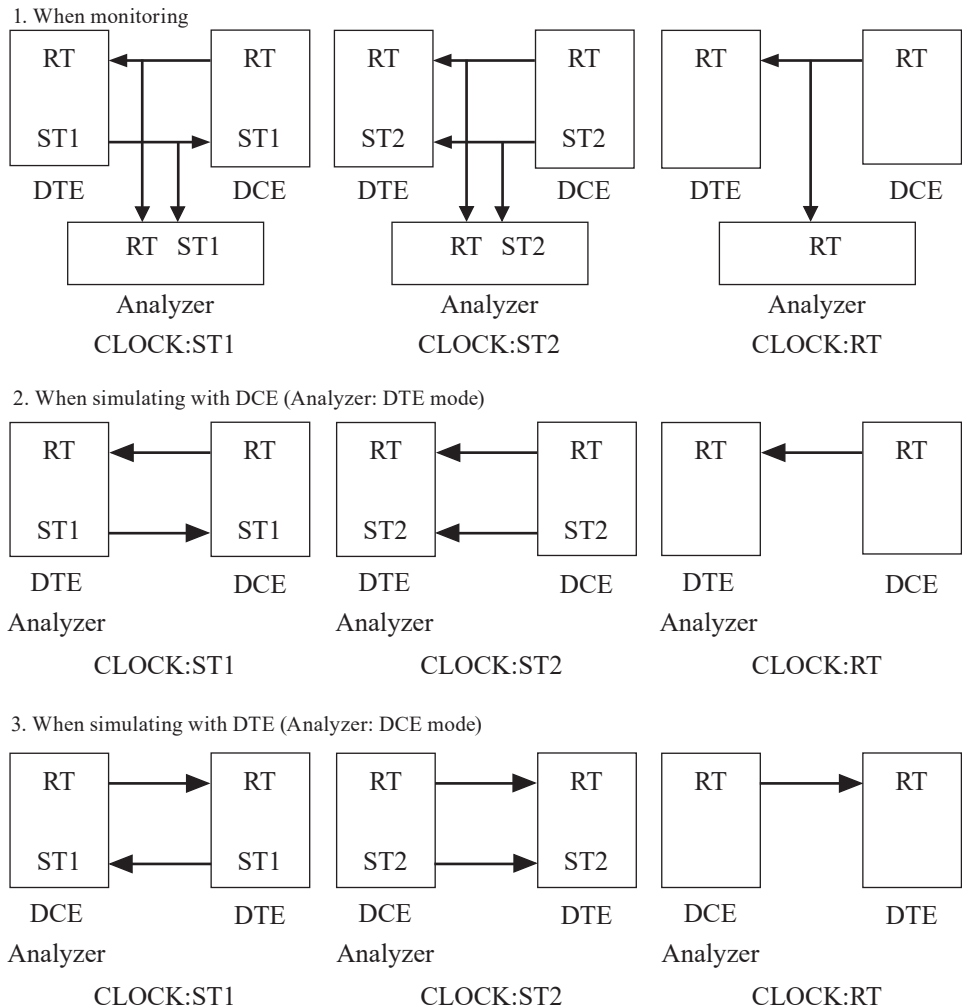 1. When monitoring
RT RT RT RT RT RT
ST1 ST1 ST2 ST2
DTE DCE DTE DCE DTE DCE
RT ST1 RT ST2 RT
Analyzer Analyzer Analyzer
CLOCK:ST1 CLOCK:ST2 CLOCK:RT
2. When simulating with DCE (Analyzer: DTE mode)
RT RT RT RT RT RT
ST1 ST1 ST2 ST2
DTE DCE DTE DCE DTE DCE
Analyzer Analyzer Analyzer
CLOCK:ST1 CLOCK:ST2 CLOCK:RT
3. When simulating with DTE (Analyzer: DCE mode)
RT RT RT RT RT RT
ST1 ST1 ST2 ST2
DCE DTE DCE DTE DCE DTE
Analyzer Analyzer Analyzer
CLOCK:ST1 CLOCK:ST2 CLOCK:RT